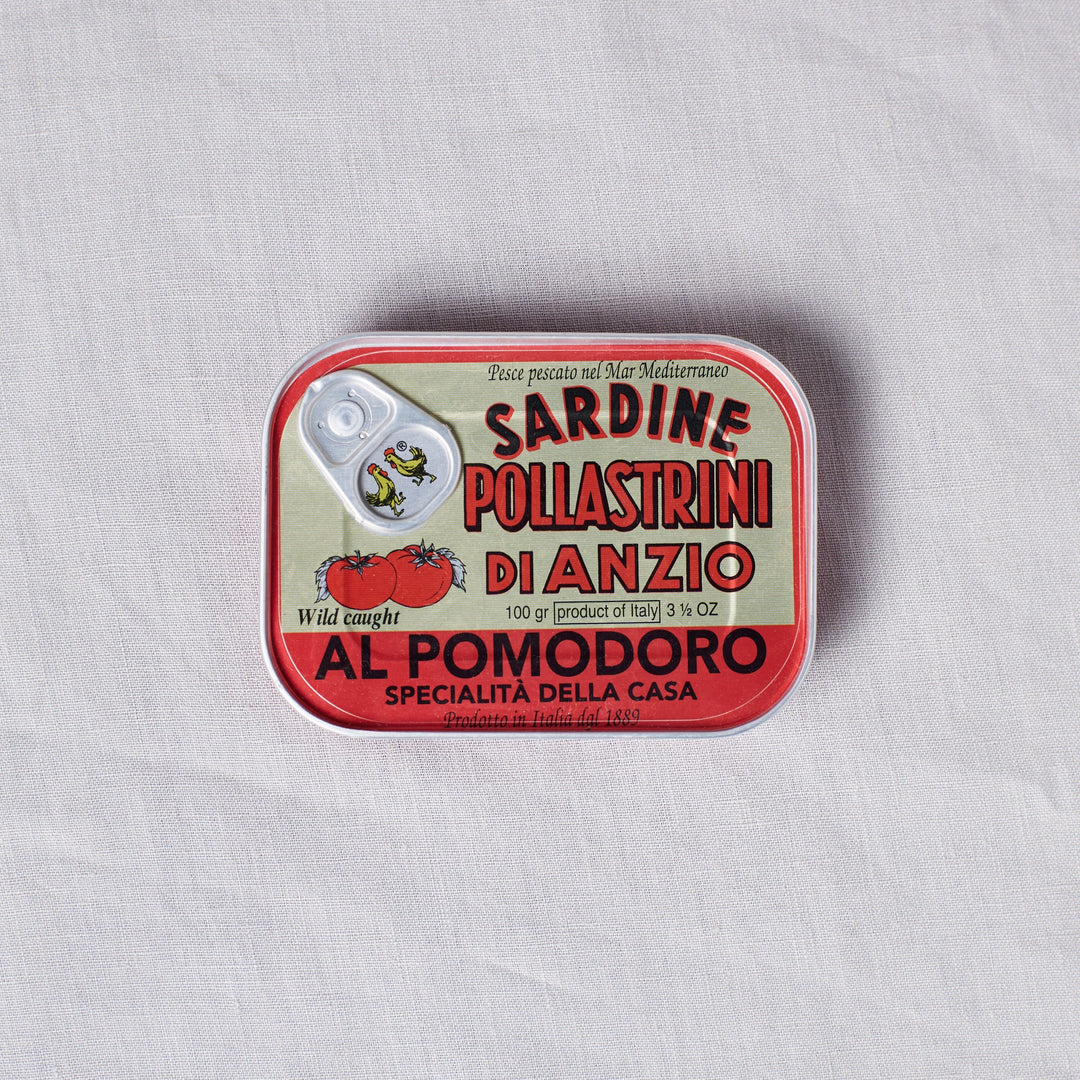 Pesce pescato nel Mar Mediterraneo
SARDINE
®
POLLASTRINI
DI ANZIO
Wild caught
100 gr product of Italy 3 ½ OZ
AL POMODORO
SPECIALITÀ DELLA CASA
Prodotto in Italia dal 1889